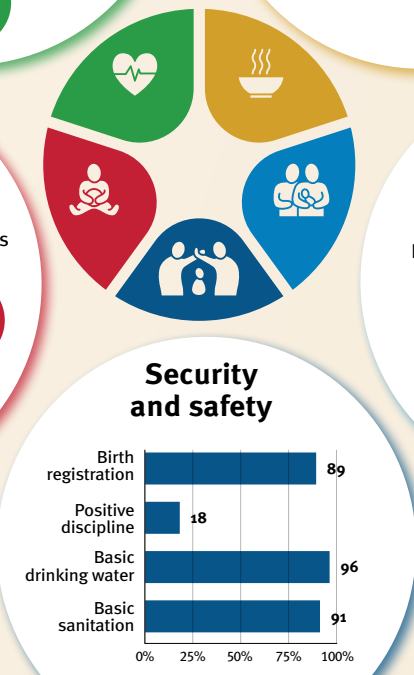 s
Security
and safety
Birth
registration
89
Positive
discipline
18
Basic
drinking water
96
Basic
sanitation
91
0% 25% 50% 75% 100%